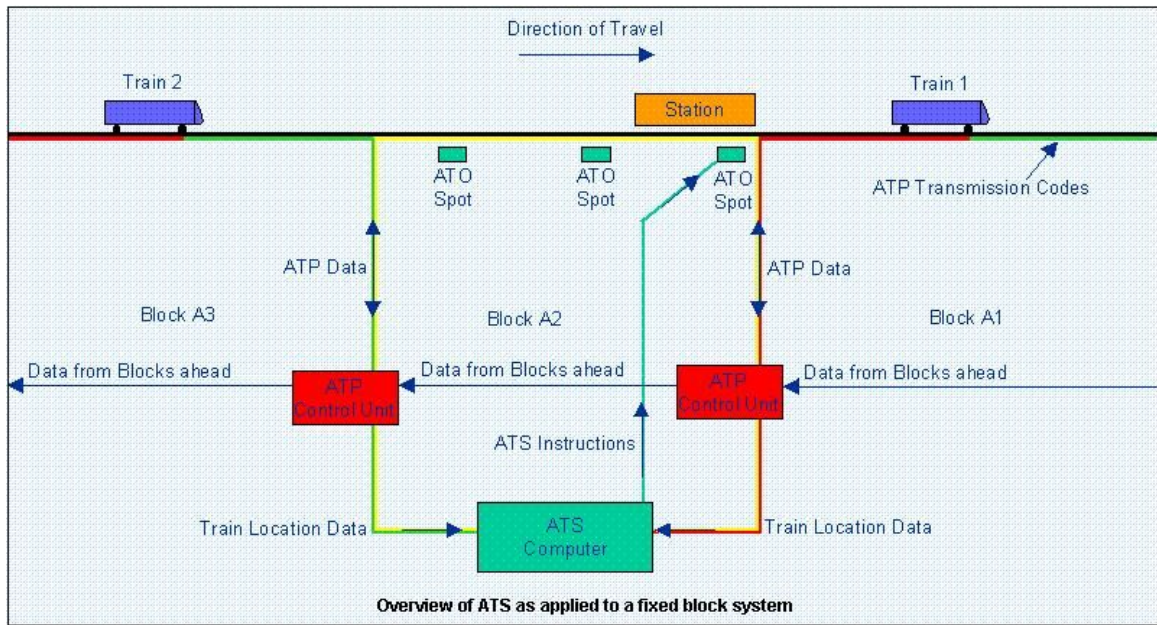 Direction of
Travel
Train 2
Station
Train 1
ATO
Spot
ATO
Spot
ATO
Spot
ATP
Transmission Codes
ATP Data
ATP Data
Block A3
Block A2
Block A1
Data from Blocks ahead
Data from Blocks ahead
Data from Blocks ahead
ATP
Control Unit
ATP
Control Unit
ATS Instructions
Train Location Data
ATS
Computer
Train Location Data
Overview of ATS as applied to a fixed block system